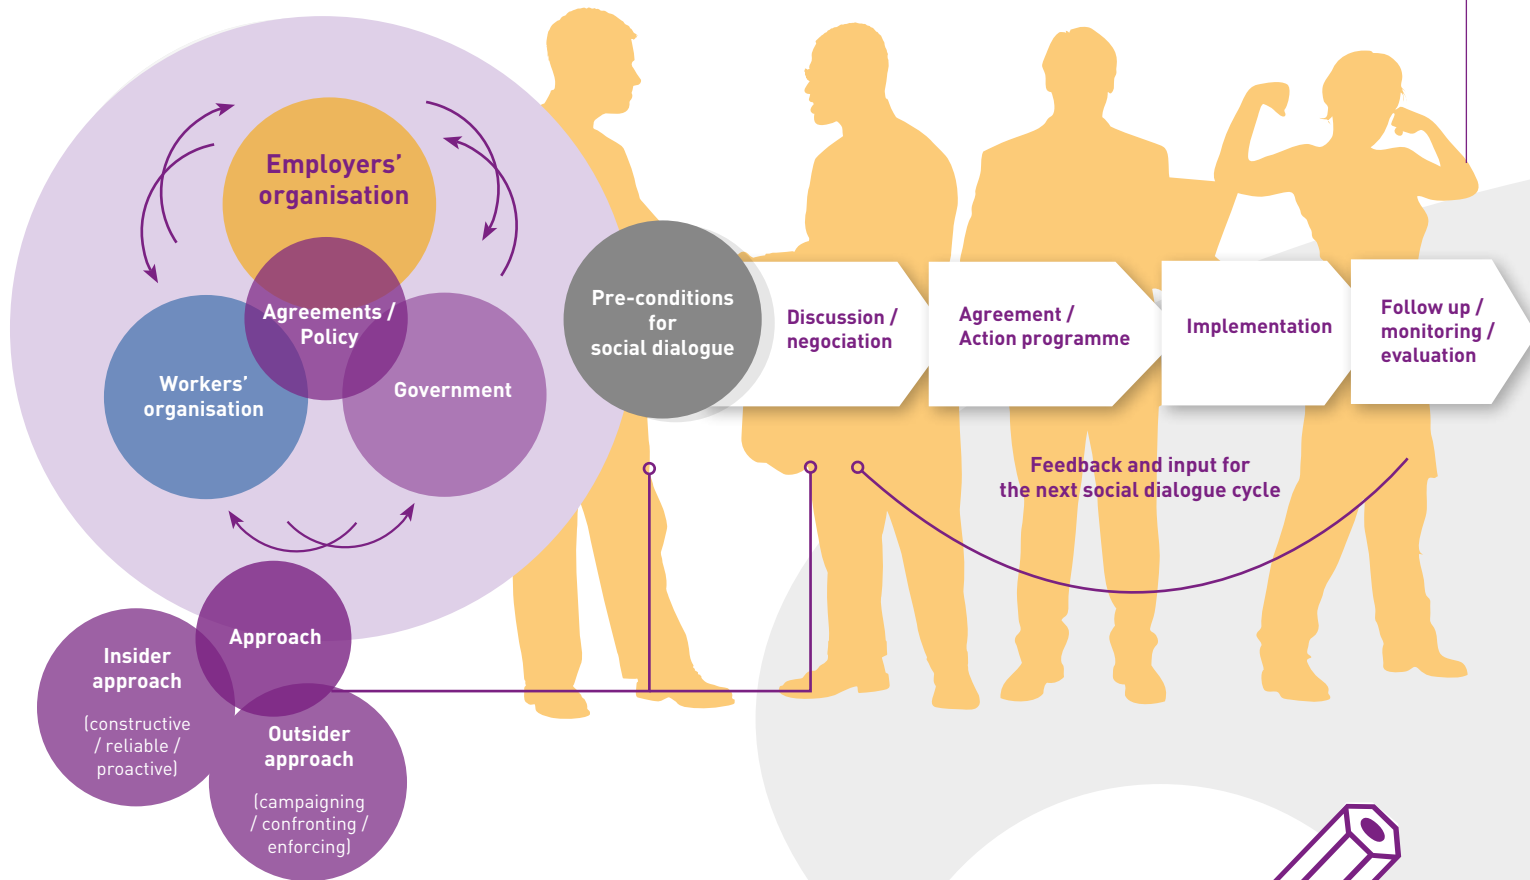 Employers’
organisation
Agreements /
Policy
Workers’
organisation
Government
Pre-conditions
for
social dialogue
Discussion /
negociation
Agreement /
Action programme
Implementation
Follow up /
monitoring /
evaluation
Feedback and input for
the next social dialogue cycle
Approach
Insider
approach
(constructive
/ reliable /
proactive)
Outsider
approach
(campaigning
/ confronting /
enforcing)